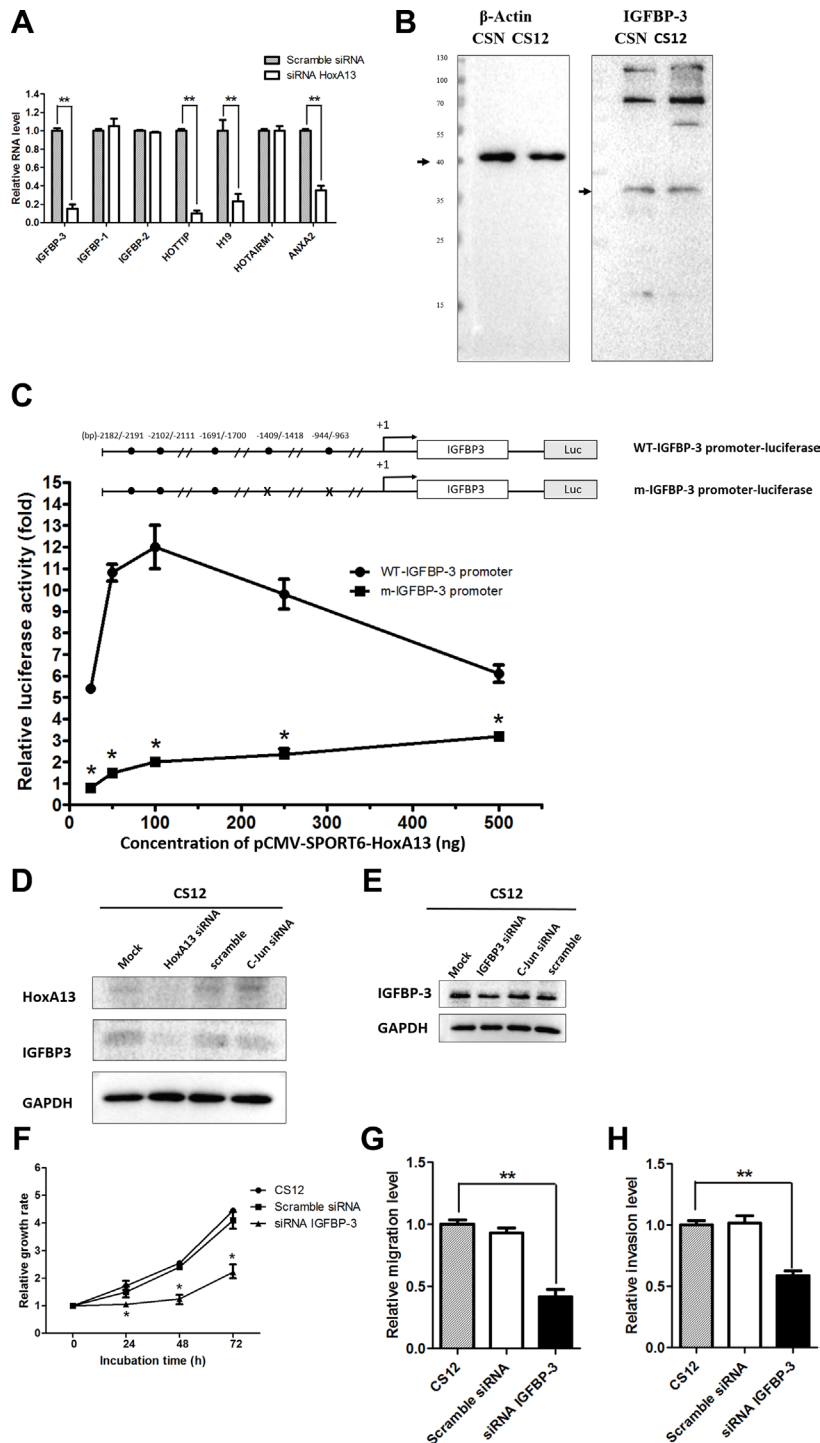 A
Scramble siRNA
siRNA HoxA13
**
**
**
**
Relative RNA level
1.4
1.2
1.0
0.8
0.6
0.4
0.2
0.0
IGFBP-3
IGFBP-1
IGFBP-2
HOTTIP
H19
HOTAIRM1
ANXA2
B
β-Actin
CSN CS12
IGFBP-3
CSN CS12
130
100
70
55
40
35
25
15
C
(bp)-2182/-2191
-2102/-2111
-1691/-1700
-1409/-1418
-944/-963
+1
IGFBP3
Luc
WT-IGFBP-3 promoter-luciferase
+1
x
x
IGFBP3
Luc
m-IGFBP-3 promoter-luciferase
Relative luciferase activity (fold)
15
14
13
12
11
10
9
8
7
6
5
4
3
2
1
0
WT-IGFBP-3 promoter
m-IGFBP-3 promoter
*
*
*
*
*
0
100
200
300
400
500
Concentration of pCMV-SPORT6-HoxA13 (ng)
D
CS12
Mock
HoxA13 siRNA
scramble
C-Jun siRNA
HoxA13
IGFBP3
GAPDH
E
CS12
Mock
IGFBP3 siRNA
C-Jun siRNA
scramble
IGFBP-3
GAPDH
F
Relative growth rate
6
5
4
3
2
1
0
CS12
Scramble siRNA
siRNA IGFBP-3
*
*
*
0
24
48
72
Incubation time (h)
G
Relative migration level
1.5
1.0
0.5
0.0
**
CS12
Scramble siRNA
siRNA IGFBP-3
H
Relative invasion level
1.5
1.0
0.5
0.0
**
CS12
Scramble siRNA
siRNA IGFBP-3